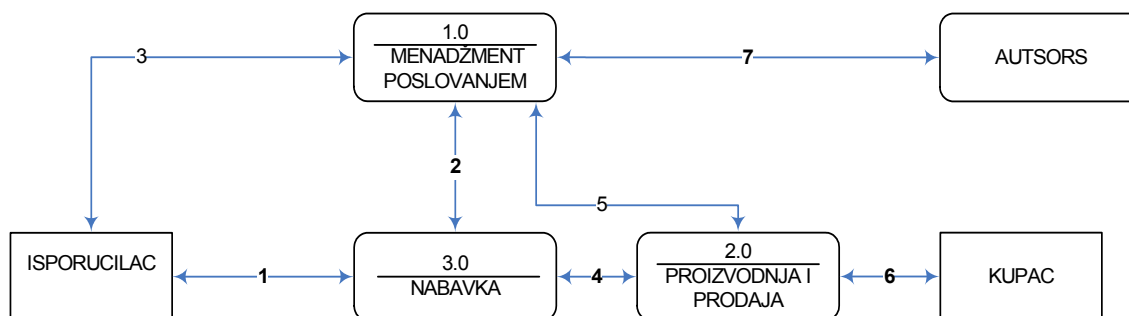 1.0
MENADŽMENT
POSLOVANJEM
3
7
AUTSORS
2
5
ISPORUCILAC
1
3.0
NABAVKA
4
2.0
PROIZVODNJA I
PRODAJA
6
KUPAC